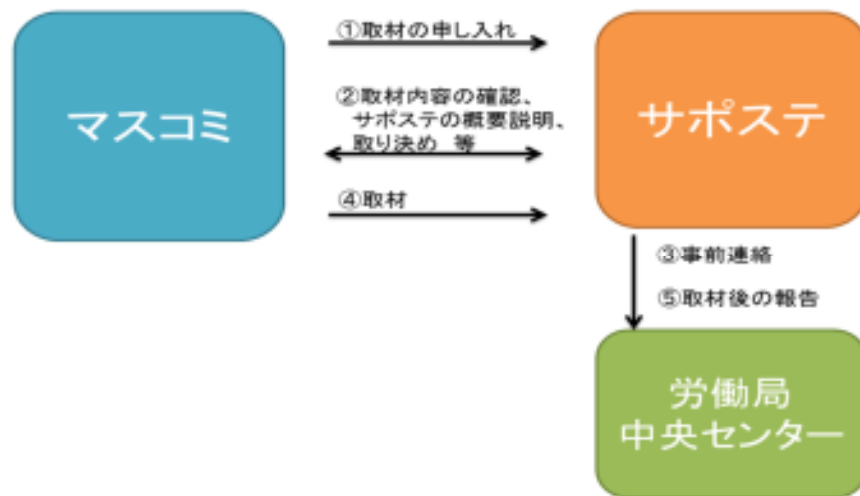 ①取材の申し入れ
マスコミ
②取材内容の確認、
サポステの概要説明、
取り決め 等
サポステ
④取材
③事前連絡
⑤取材後の報告
労働局
中央センター